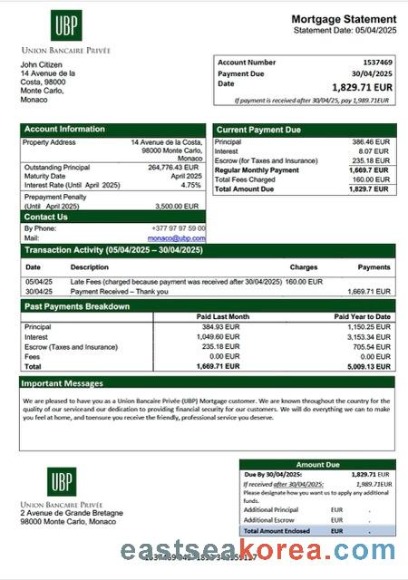 UBP
UNION BANCAIRE PRIVÉE
Mortgage Statement
Statement Date: 05/04/2025
John Citizen
14 Avenue de la
Costa, 98000
Monte Carlo,
Monaco
Account Number 1537469
Payment Due 30/04/2025
Date 1,829.71 EUR
If payment is received after 30/04/25, pay 1,989.71EUR
Account Information
Property Address 14 Avenue de la Costa,
98000 Monte Carlo,
Monaco
Outstanding Principal 264,776.43 EUR
Maturity Date April 2025
Interest Rate (Until April 2025) 4.75%
Prepayment Penalty
(Until April 2025) 3,500.00 EUR
Contact Us
By Phone: +377 97 97 59 00
Mail: monaco@ubp.com
Current Payment Due
Principal 386.46 EUR
Interest 8.07 EUR
Escrow (for Taxes and Insurance) 235.18 EUR
Regular Monthly Payment 1,669.7 EUR
Total Fees Charged 160.00 EUR
Total Amount Due 1,829.7 EUR
Transaction Activity (05/04/2025 – 30/04/2025)
Date Description Charges Payments
05/04/25 Late Fees (charged because payment was received after 30/04/2025) 160.00 EUR
30/04/25 Payment Received – Thank you 1,669.71 EUR
Past Payments Breakdown
Paid Last Month Paid Year to Date
Principal 384.93 EUR 1,150.25 EUR
Interest 1,049.60 EUR 3,153.34 EUR
Escrow (Taxes and Insurance) 235.18 EUR 705.54 EUR
Fees 0.00 EUR 0.00 EUR
Total 1,669.71 EUR 5,009.13 EUR
Important Messages
We are pleased to have you as a Union Bancaire Privée (UBP) Mortgage customer. We are known throughout the country for the
quality of our serviceand our dedication to providing financial security for our customers. We will do everything we can to make
you feel at home, and toensure you receive the friendly, professional service you deserve.
UBP
UNION BANCAIRE PRIVÉE
2 Avenue de Grande Bretagne
98000 Monte Carlo, Monaco
Amount Due
Due By 30/04/2025: 1,829.71 EUR
If received after 30/04/2025: 1,989.71EUR
Please designate how you want us to apply any additional
funds.
Additional Principal EUR .
Additional Escrow EUR .
Total Amount Enclosed EUR .
eastseakorea.com